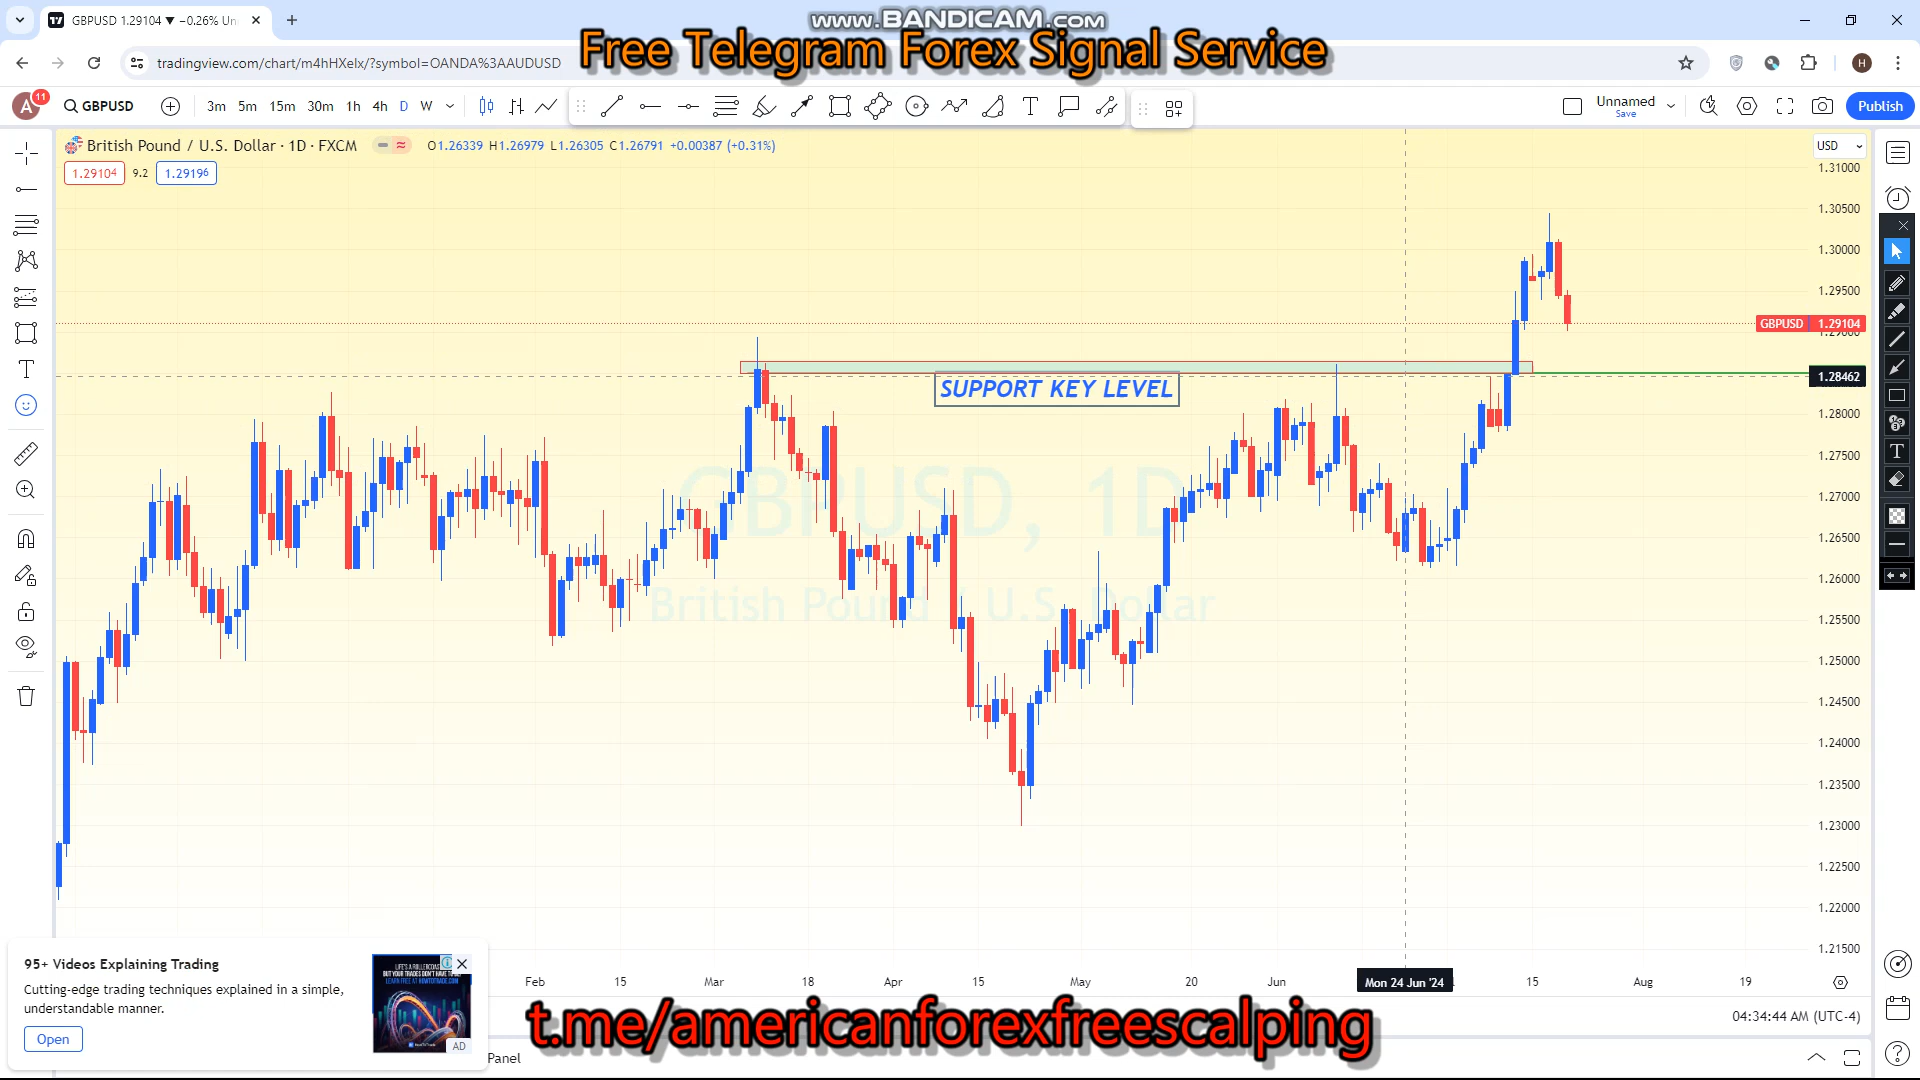 GBPUSD 1.29104 ▼ −0.26% Un
www.BANDICAM.com
Free Telegram Forex Signal Service
tradingview.com/chart/m4hHXelx/?symbol=OANDA%3AAUDUSD
H
A 11
GBPUSD
3m 5m 15m 30m 1h 4h D W
Unnamed
Save
Publish
British Pound / U.S. Dollar · 1D · FXCM
O1.26339 H1.26979 L1.26305 C1.26791 +0.00387 (+0.31%)
1.29104 9.2 1.29196
USD
1.31000
1.30500
1.30000
1.29500
GBPUSD 1.29104
1.29000
1.28462
SUPPORT KEY LEVEL
1.28000
1.27500
1.27000
1.26500
1.26000
1.25500
1.25000
1.24500
1.24000
1.23500
1.23000
1.22500
1.22000
1.21500
GBPUSD, 1D
British Pound / U.S. Dollar
Feb 15 Mar 18 Apr 15 May 20 Jun Mon 24 Jun '24 15 Aug 19
95+ Videos Explaining Trading
Cutting-edge trading techniques explained in a simple,
understandable manner.
Open
AD
t.me/americanforexfreescalping
04:34:44 AM (UTC-4)
Panel